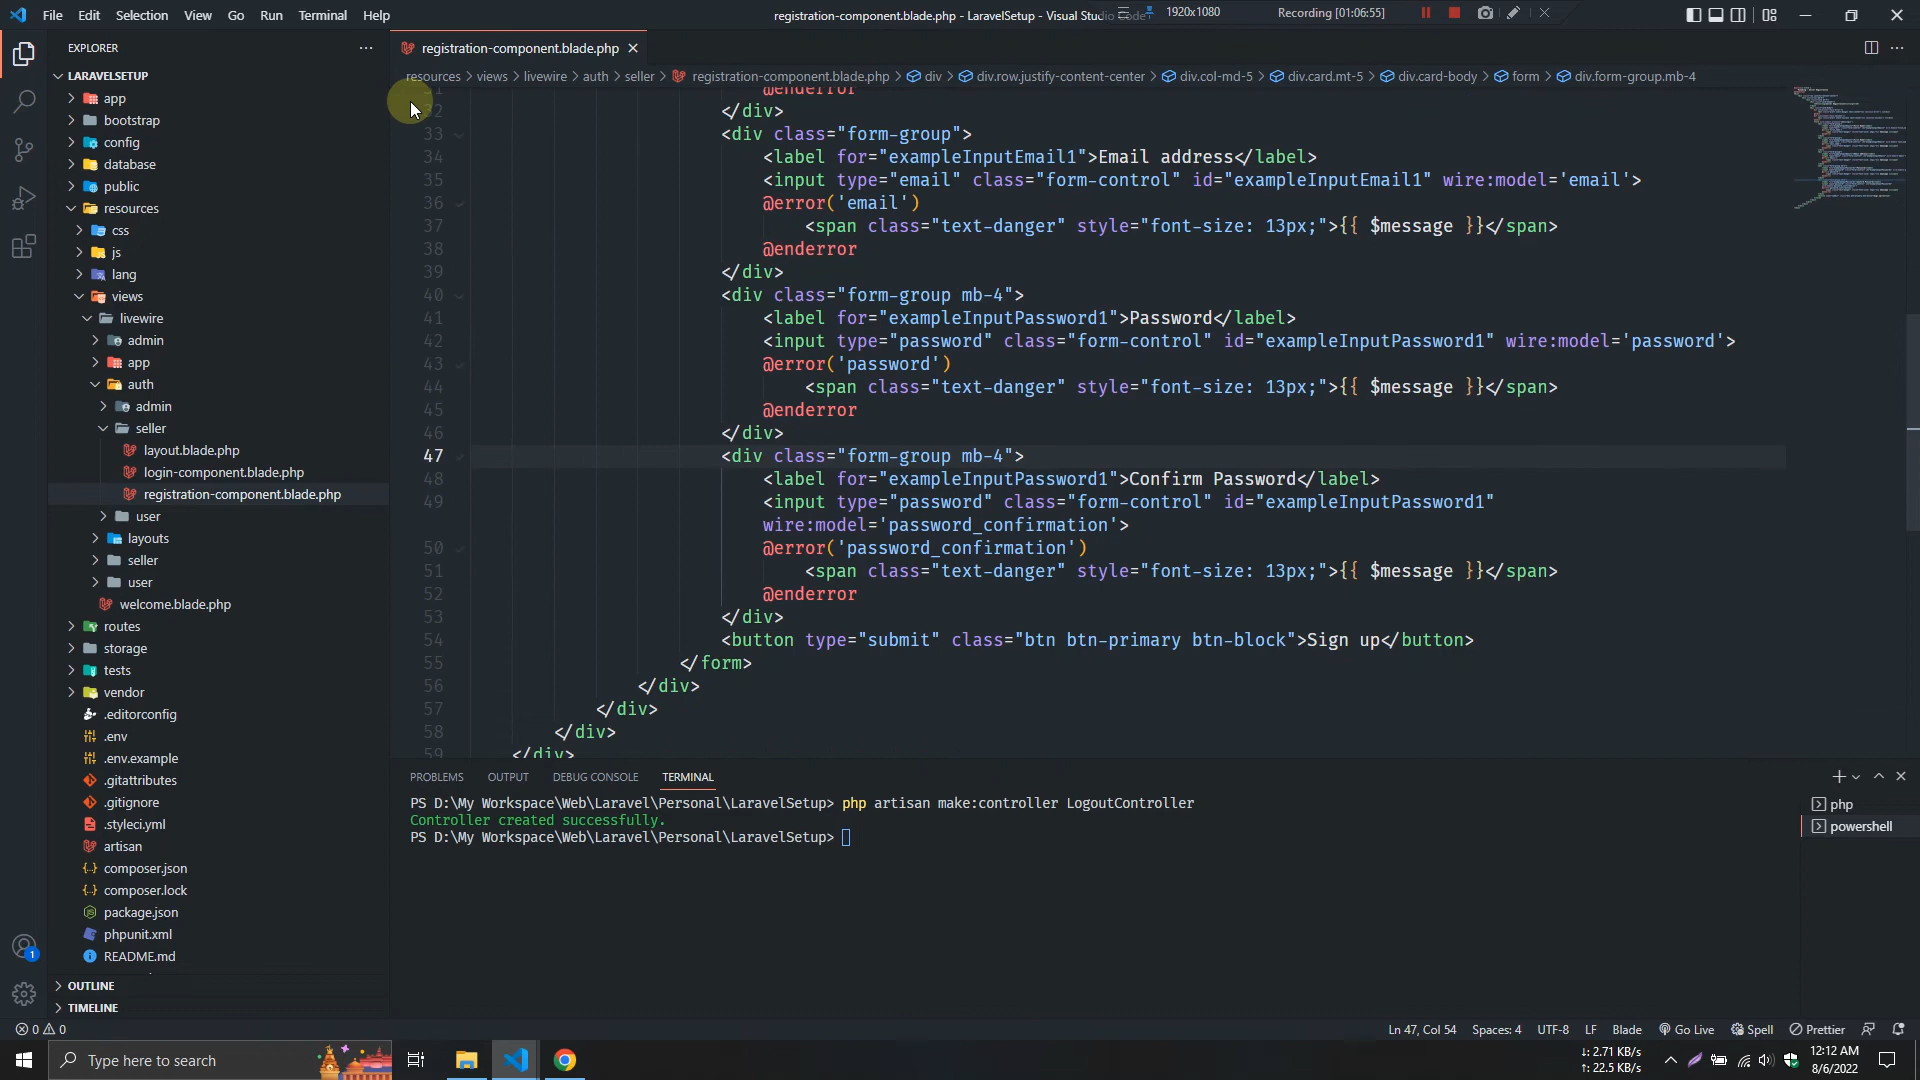 File Edit Selection View Go Run Terminal Help
registration-component.blade.php - LaravelSetup - Visual Studio Code
1920x1080
Recording [01:06:55]
EXPLORER
LARAVELSETUP
app
bootstrap
config
database
public
resources
css
js
lang
views
livewire
admin
app
auth
admin
seller
layout.blade.php
login-component.blade.php
registration-component.blade.php
user
layouts
seller
user
welcome.blade.php
routes
storage
tests
vendor
.editorconfig
.env
.env.example
.gitattributes
.gitignore
.styleci.yml
artisan
composer.json
composer.lock
package.json
phpunit.xml
README.md
OUTLINE
TIMELINE
registration-component.blade.php
resources > views > livewire > auth > seller > registration-component.blade.php > div > div.row.justify-content-center > div.col-md-5 > div.card.mt-5 > div.card-body > form > div.form-group.mb-4
31 @enderror
32 </div>
33 <div class="form-group">
34 <label for="exampleInputEmail1">Email address</label>
35 <input type="email" class="form-control" id="exampleInputEmail1" wire:model='email'>
36 @error('email')
37 <span class="text-danger" style="font-size: 13px;">{{ $message }}</span>
38 @enderror
39 </div>
40 <div class="form-group mb-4">
41 <label for="exampleInputPassword1">Password</label>
42 <input type="password" class="form-control" id="exampleInputPassword1" wire:model='password'>
43 @error('password')
44 <span class="text-danger" style="font-size: 13px;">{{ $message }}</span>
45 @enderror
46 </div>
47 <div class="form-group mb-4">
48 <label for="exampleInputPassword1">Confirm Password</label>
49 <input type="password" class="form-control" id="exampleInputPassword1"
wire:model='password_confirmation'>
50 @error('password_confirmation')
51 <span class="text-danger" style="font-size: 13px;">{{ $message }}</span>
52 @enderror
53 </div>
54 <button type="submit" class="btn btn-primary btn-block">Sign up</button>
55 </form>
56 </div>
57 </div>
58 </div>
59 </div>
PROBLEMS OUTPUT DEBUG CONSOLE TERMINAL
PS D:\My Workspace\Web\Laravel\Personal\LaravelSetup> php artisan make:controller LogoutController
Controller created successfully.
PS D:\My Workspace\Web\Laravel\Personal\LaravelSetup>
php
powershell
1
0 0
Ln 47, Col 54 Spaces: 4 UTF-8 LF Blade Go Live Spell Prettier
Type here to search
↓: 2.71 KB/s
↑: 22.5 KB/s
12:12 AM
8/6/2022